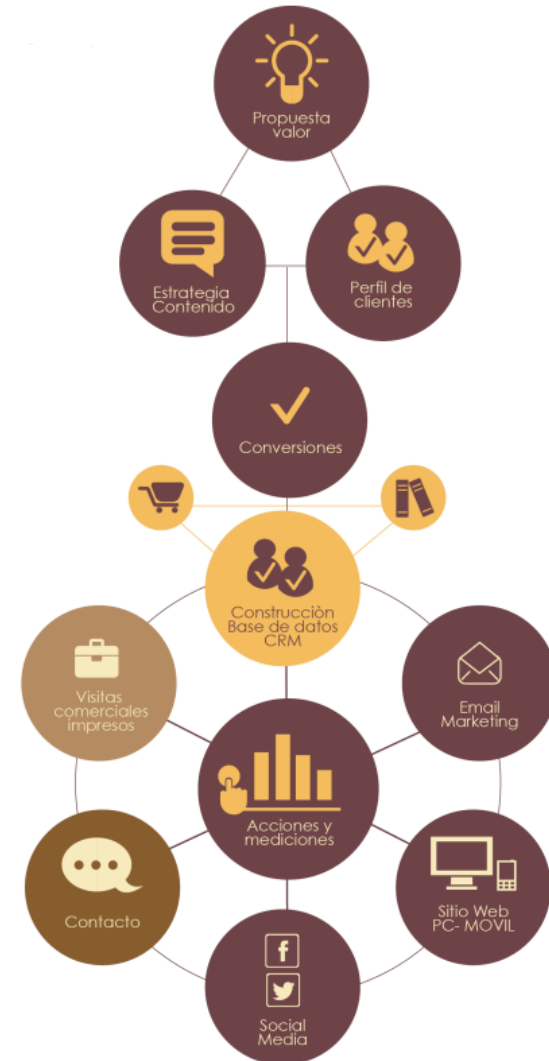 Propuesta
valor
Estrategia
Contenido
Perfil de
clientes
Conversiones
Construcciòn
Base de datos
CRM
Visitas
comerciales
impresos
Email
Marketing
Acciones y
mediciones
Contacto
Sitio Web
PC- MOVIL
Social
Media